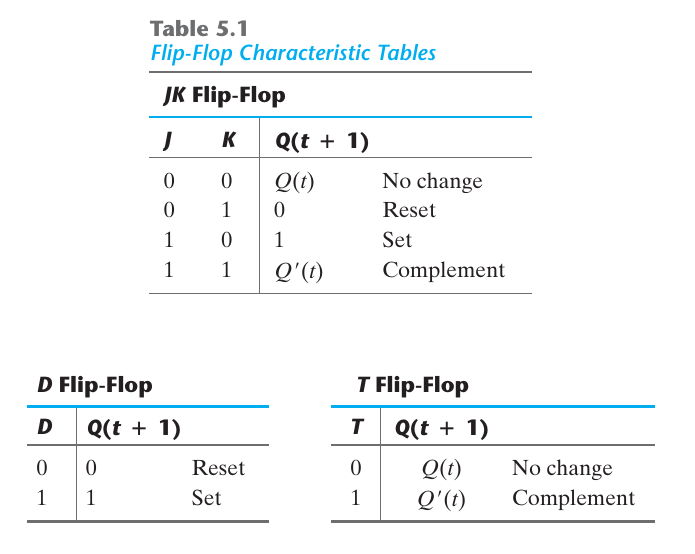 Table 5.1
Flip-Flop Characteristic Tables
JK Flip-Flop
J K Q(t + 1)
0 0 Q(t) No change
0 1 0 Reset
1 0 1 Set
1 1 Q′(t) Complement
D Flip-Flop
D Q(t + 1)
0 0 Reset
1 1 Set
T Flip-Flop
T Q(t + 1)
0 Q(t) No change
1 Q′(t) Complement